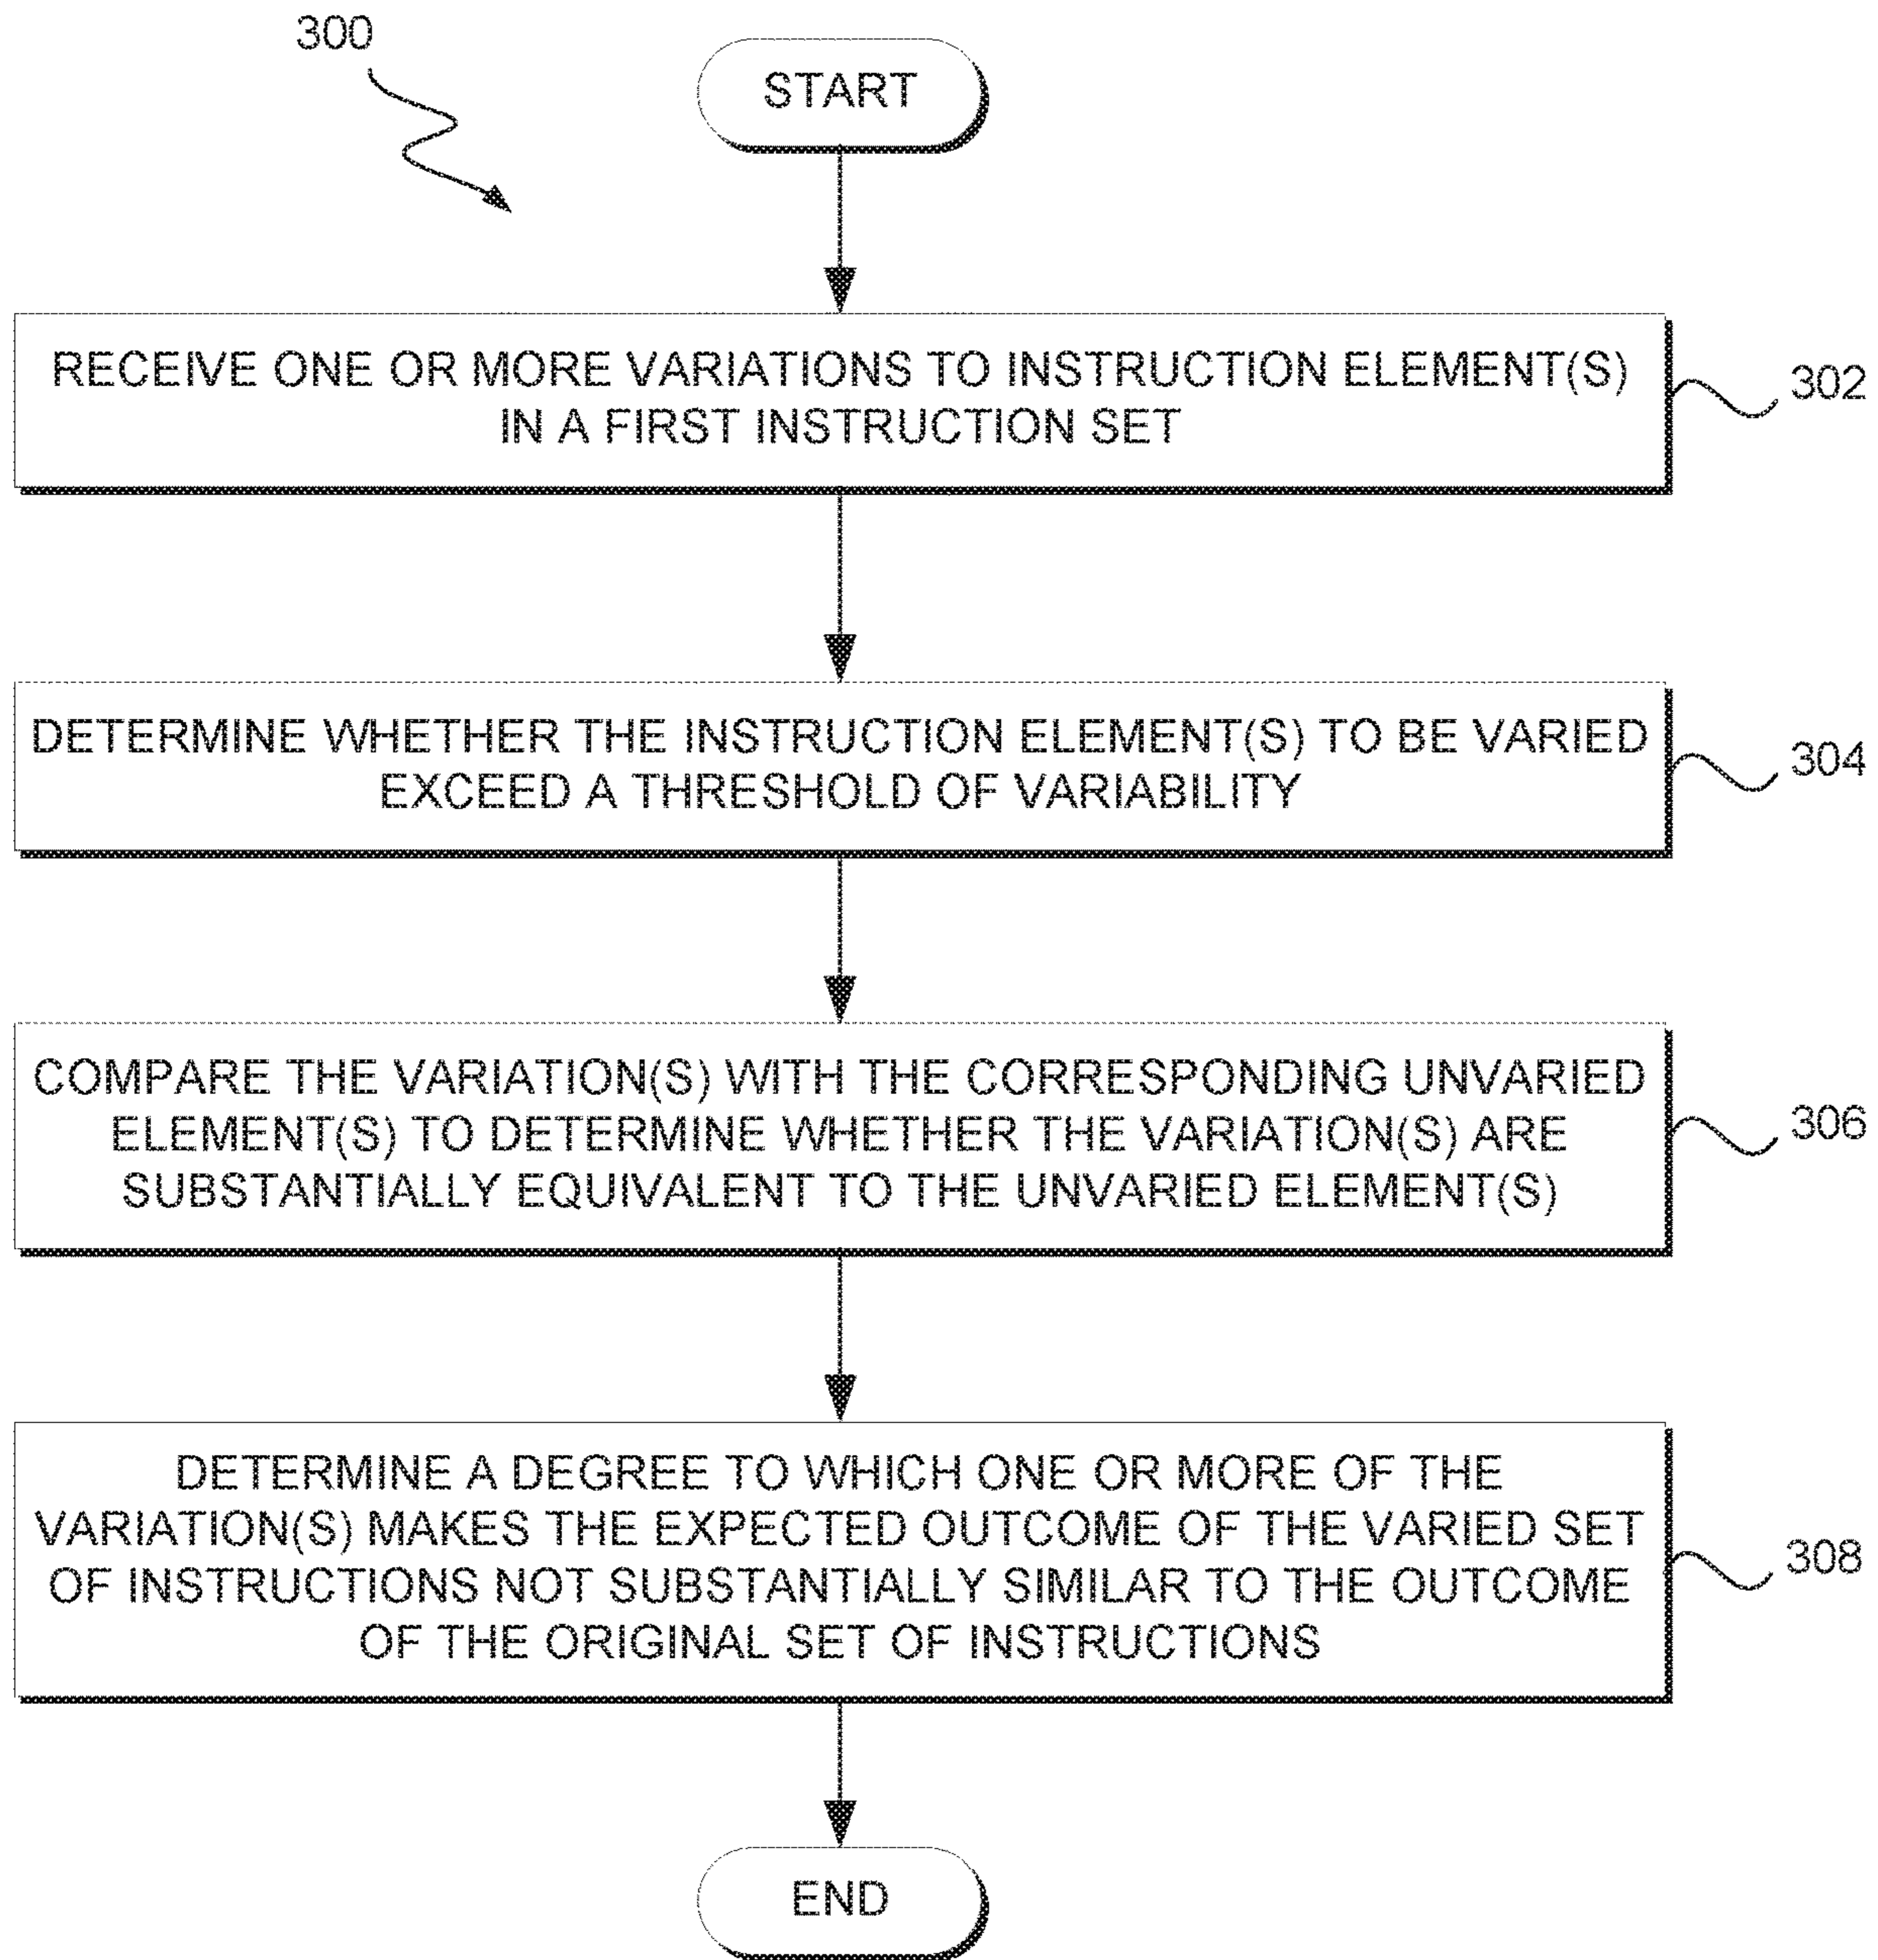 300
START
RECEIVE ONE OR MORE VARIATIONS TO INSTRUCTION ELEMENT(S)
IN A FIRST INSTRUCTION SET
302
DETERMINE WHETHER THE INSTRUCTION ELEMENT(S) TO BE VARIED
EXCEED A THRESHOLD OF VARIABILITY
304
COMPARE THE VARIATION(S) WITH THE CORRESPONDING UNVARIED
ELEMENT(S) TO DETERMINE WHETHER THE VARIATION(S) ARE
SUBSTANTIALLY EQUIVALENT TO THE UNVARIED ELEMENT(S)
306
DETERMINE A DEGREE TO WHICH ONE OR MORE OF THE
VARIATION(S) MAKES THE EXPECTED OUTCOME OF THE VARIED SET
OF INSTRUCTIONS NOT SUBSTANTIALLY SIMILAR TO THE OUTCOME
OF THE ORIGINAL SET OF INSTRUCTIONS
308
END